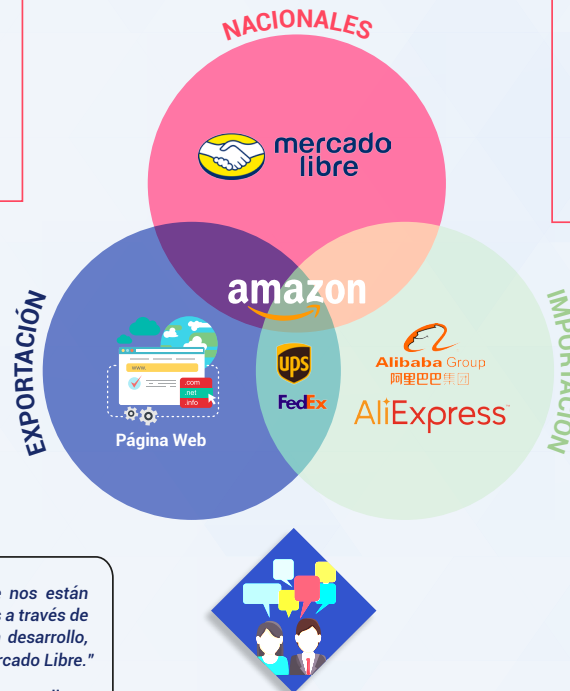 NACIONALES
mercado
libre
amazon
EXPORTACIÓN
IMPORTACIÓN
www.
.com
.net
.info
Página Web
ups
FedEx
Alibaba Group
阿里巴巴集团
AliExpress
nos están
a través de
desarrollo,
Libre."